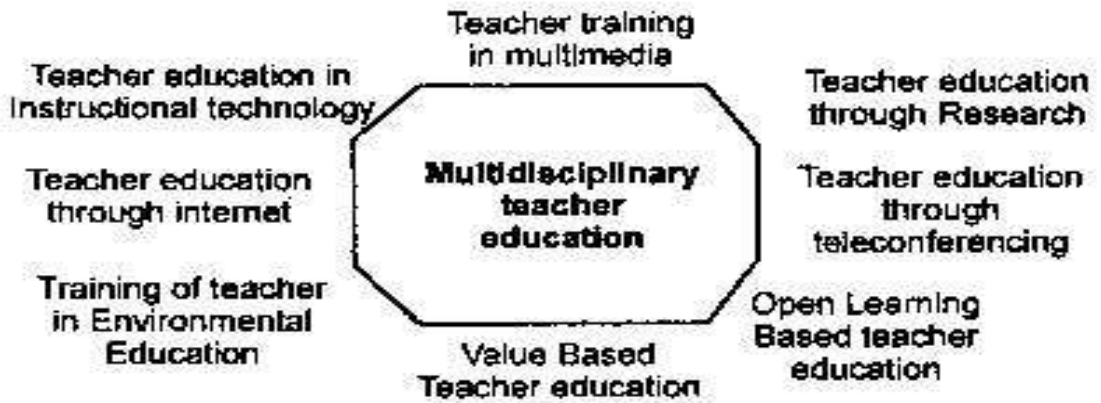 Teacher training
in multimedia
Teacher education in
Instructional technology
Teacher education
through Research
Teacher education
through internet
Multidisciplinary
teacher
education
Teacher education
through
teleconferencing
Training of teacher
in Environmental
Education
Value Based
Teacher education
Open Learning
Based teacher
education